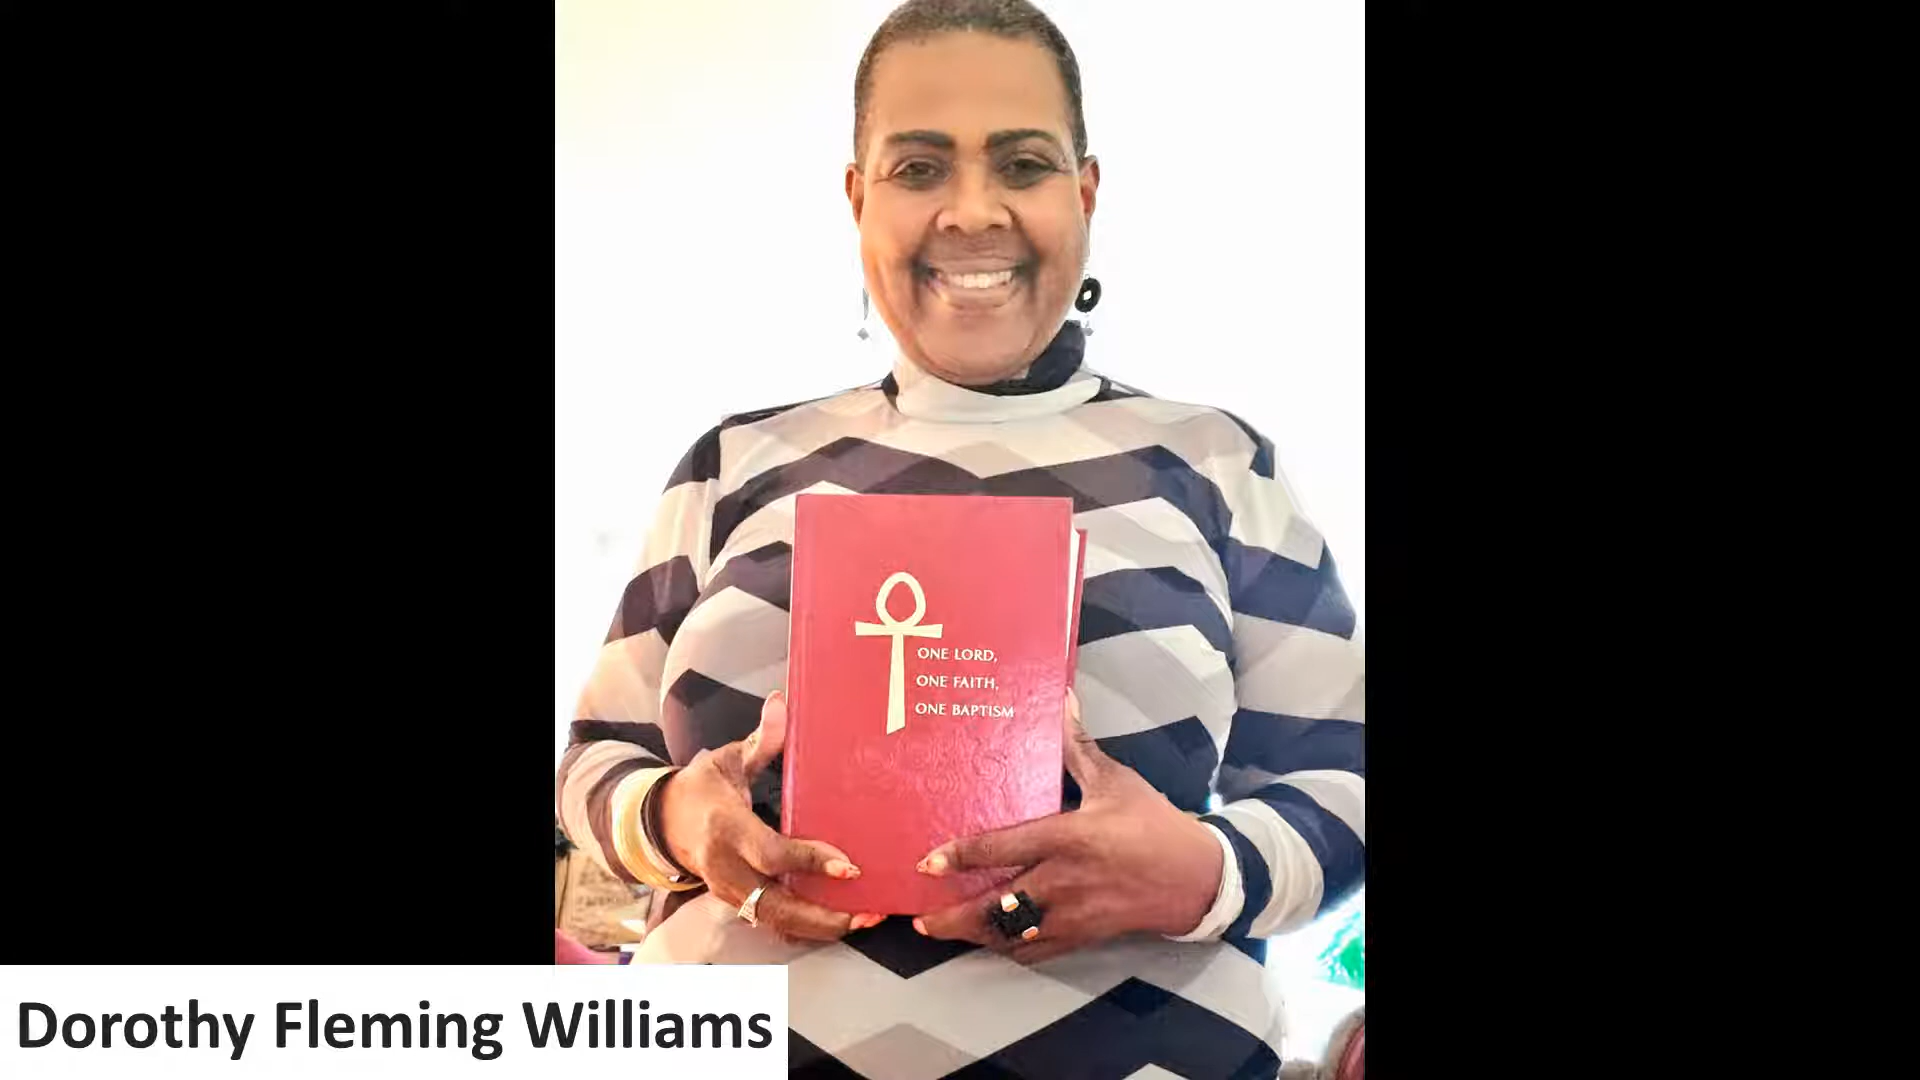 ONE LORD,
ONE FAITH,
ONE BAPTISM
Dorothy Fleming Williams